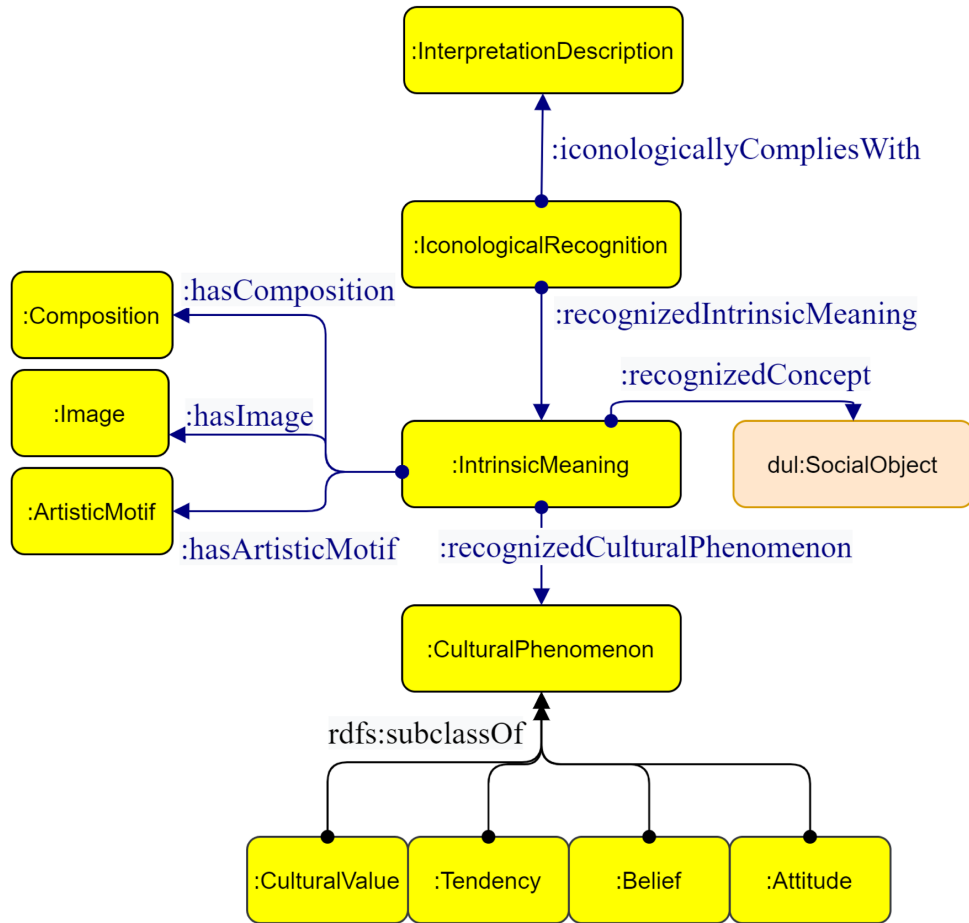 :InterpretationDescription
:iconologicallyCompliesWith
:IconologicalRecognition
:hasComposition
:Composition
:recognizedIntrinsicMeaning
:recognizedConcept
:Image
:hasImage
:IntrinsicMeaning
dul:SocialObject
:ArtisticMotif
:hasArtisticMotif
:recognizedCulturalPhenomenon
:CulturalPhenomenon
rdfs:subclassOf
:CulturalValue
:Tendency
:Belief
:Attitude